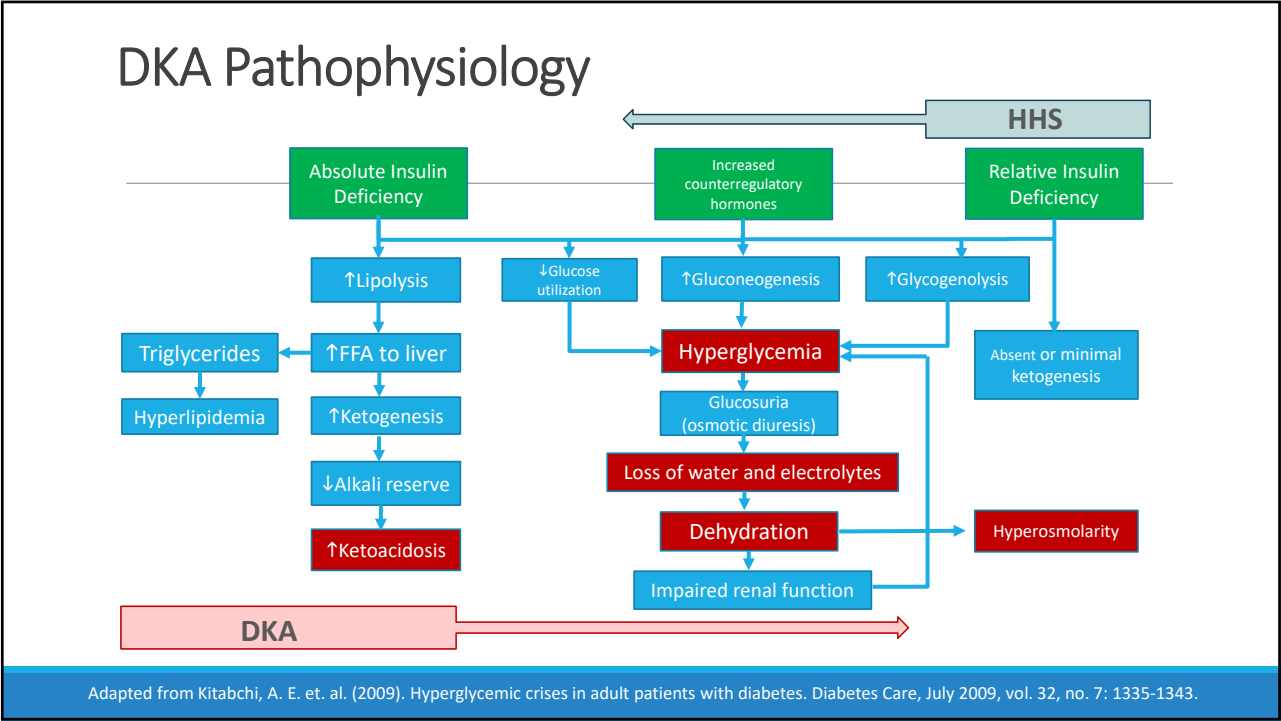 DKA Pathophysiology
HHS
Absolute Insulin
Deficiency
Increased
counterregulatory
hormones
Relative Insulin
Deficiency
↑Lipolysis
↓Glucose
utilization
↑Gluconeogenesis
↑Glycogenolysis
Triglycerides
↑FFA to liver
Hyperglycemia
Absent or minimal
ketogenesis
Hyperlipidemia
↑Ketogenesis
Glucosuria
(osmotic diuresis)
↓Alkali reserve
Loss of water and electrolytes
↑Ketoacidosis
Dehydration
Hyperosmolarity
Impaired renal function
DKA
Adapted from Kitabchi, A. E. et. al. (2009). Hyperglycemic crises in adult patients with diabetes. Diabetes Care, July 2009, vol. 32, no. 7: 1335-1343.